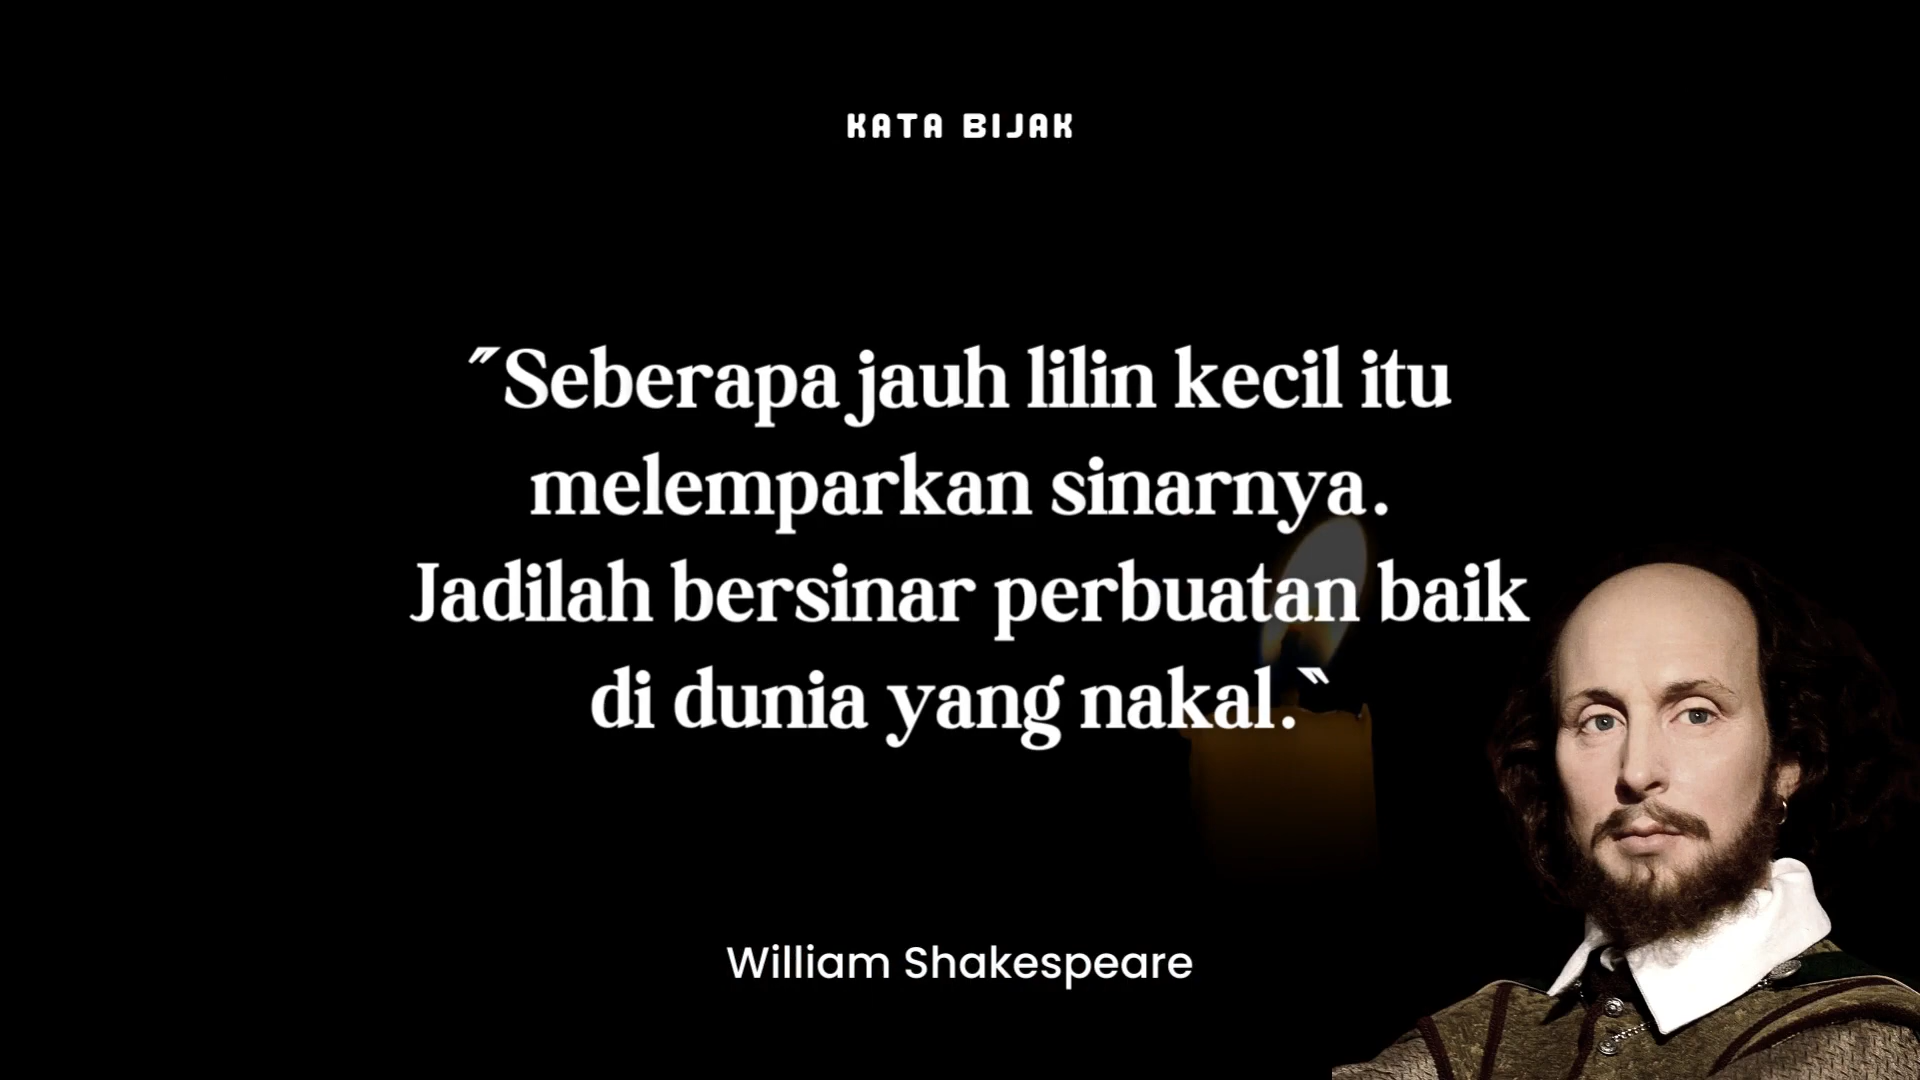 KATA BIJAK
"Seberapa jauh lilin kecil itu
melemparkan sinarnya.
Jadilah bersinar perbuatan baik
di dunia yang nakal."
William Shakespeare